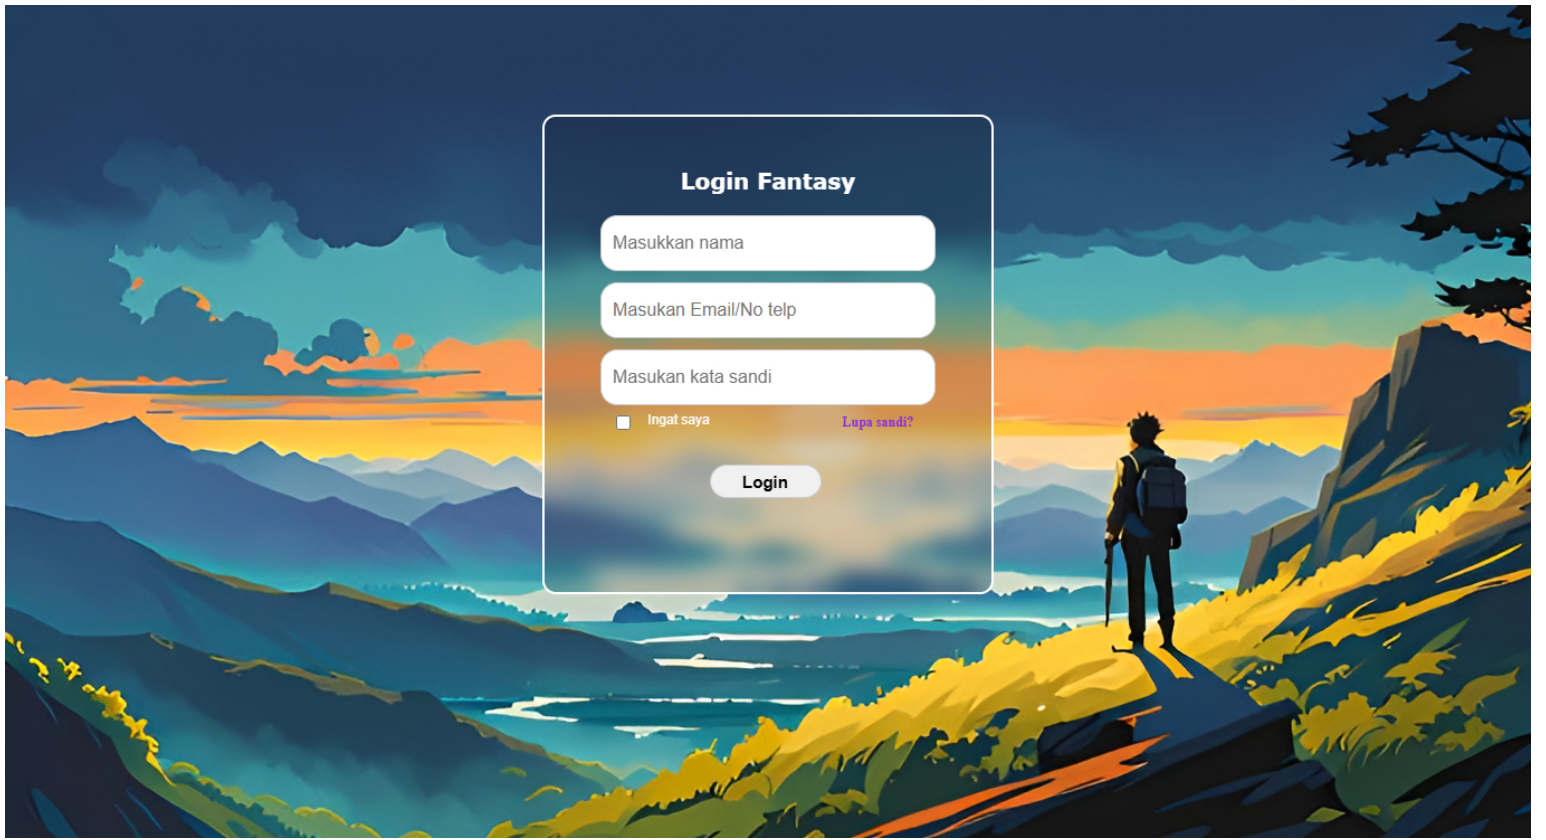 Login Fantasy
Masukkan nama
Masukan Email/No telp
Masukan kata sandi
Ingat saya Lupa sandi?
Login